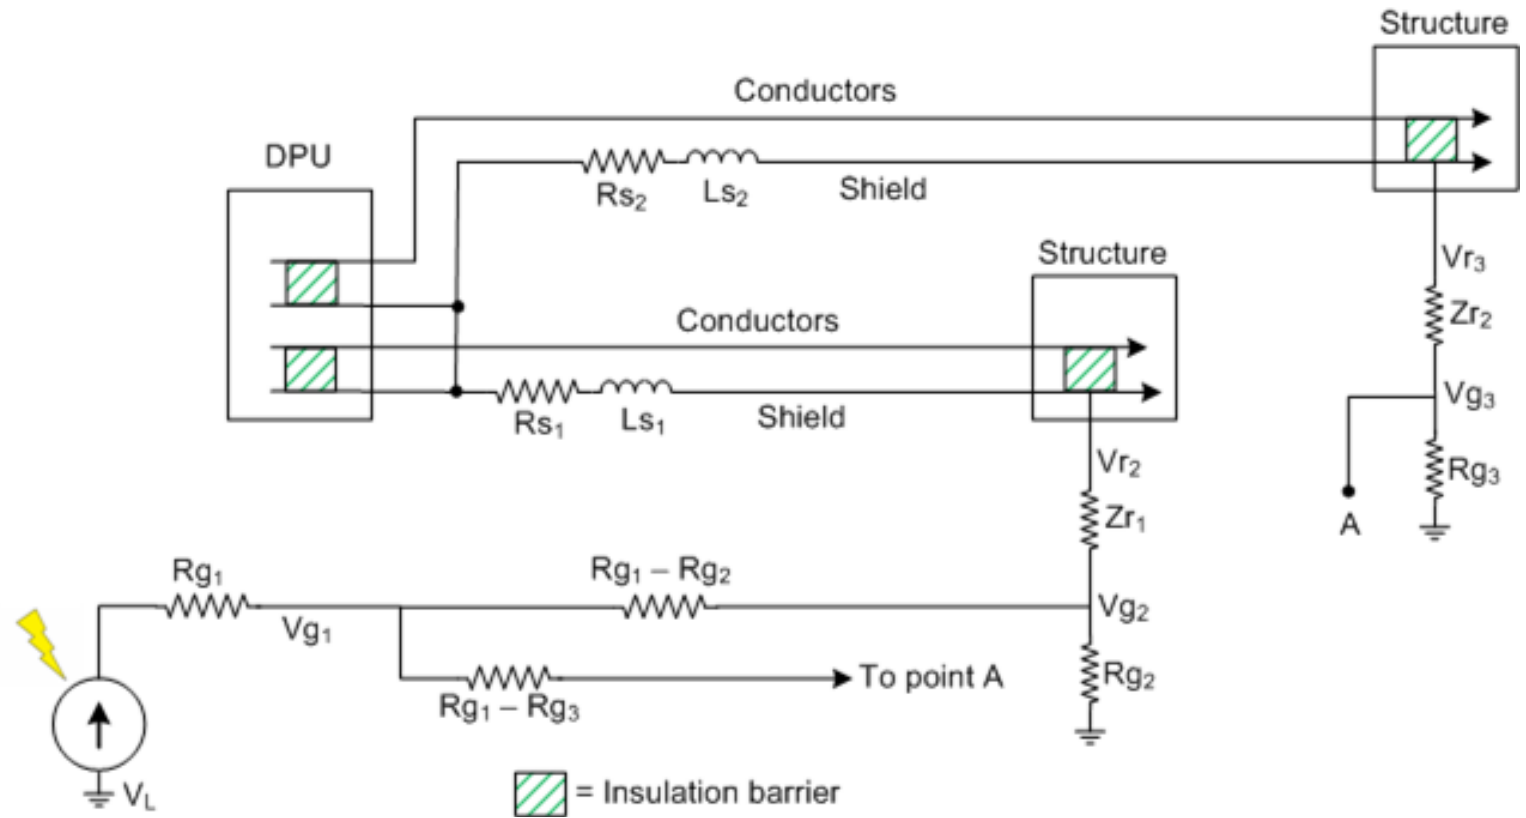 Structure
Conductors
DPU
Rs₂
Ls₂
Shield
Structure
Vr₃
Zr₂
Conductors
Rs₁
Ls₁
Shield
Vg₃
Vr₂
Rg₃
Zr₁
A
Rg₁
Rg₁ – Rg₂
Vg₁
Vg₂
To point A
Rg₂
Rg₁ – Rg₃
V_L
= Insulation barrier